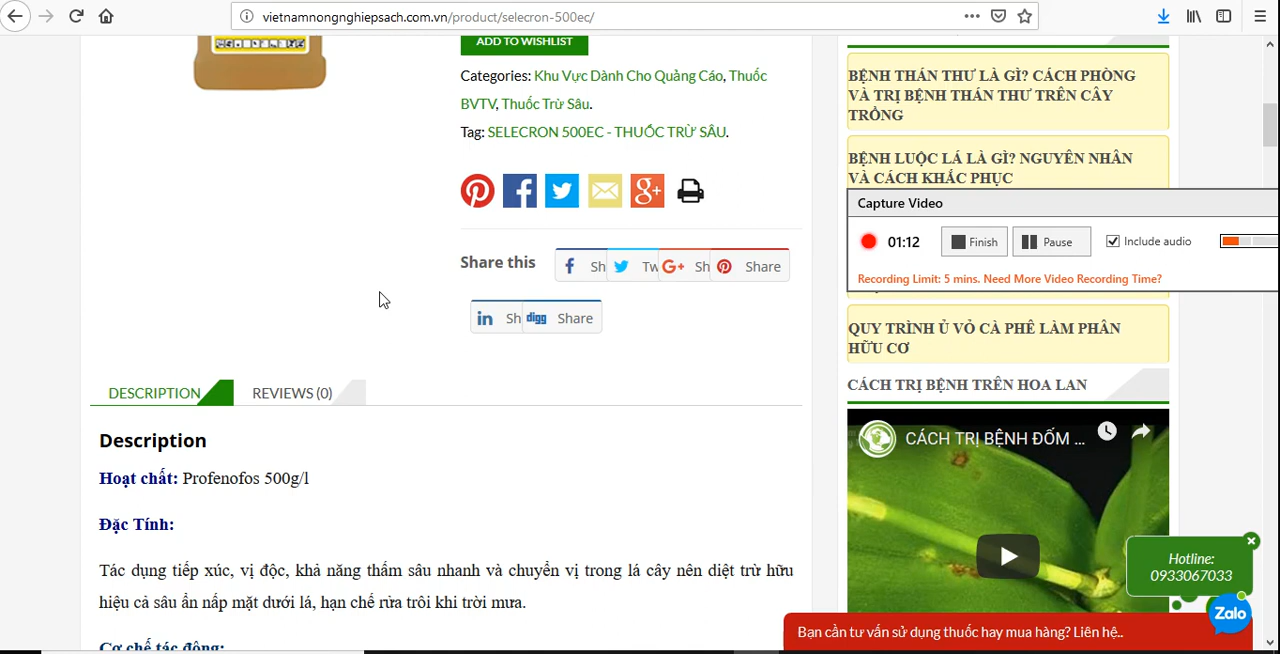 vietnamnongnghiepsach.com.vn/product/selecron-500ec/
ADD TO WISHLIST
Categories: Khu Vực Dành Cho Quảng Cáo, Thuốc
BVTV, Thuốc Trừ Sâu.
Tag: SELECRON 500EC - THUỐC TRỪ SÂU.
Share this
Sh
Tw
Sh
Share
Sh
Share
DESCRIPTION
REVIEWS (0)
Description
Hoạt chất: Profenofos 500g/l
Đặc Tính:
Tác dụng tiếp xúc, vị độc, khả năng thấm sâu nhanh và chuyển vị trong lá cây nên diệt trừ hữu
hiệu cả sâu ẩn nấp mặt dưới lá, hạn chế rửa trôi khi trời mưa.
Cơ chế tác động:
BỆNH THÁN THƯ LÀ GÌ? CÁCH PHÒNG
VÀ TRỊ BỆNH THÁN THƯ TRÊN CÂY
TRỒNG
BỆNH LUỘC LÁ LÀ GÌ? NGUYÊN NHÂN
VÀ CÁCH KHẮC PHỤC
Capture Video
01:12
Finish
Pause
Include audio
Recording Limit: 5 mins. Need More Video Recording Time?
QUY TRÌNH Ủ VỎ CÀ PHÊ LÀM PHÂN
HỮU CƠ
CÁCH TRỊ BỆNH TRÊN HOA LAN
CÁCH TRỊ BỆNH ĐỐM ...
Hotline:
0933067033
Zalo
Bạn cần tư vấn sử dụng thuốc hay mua hàng? Liên hệ..